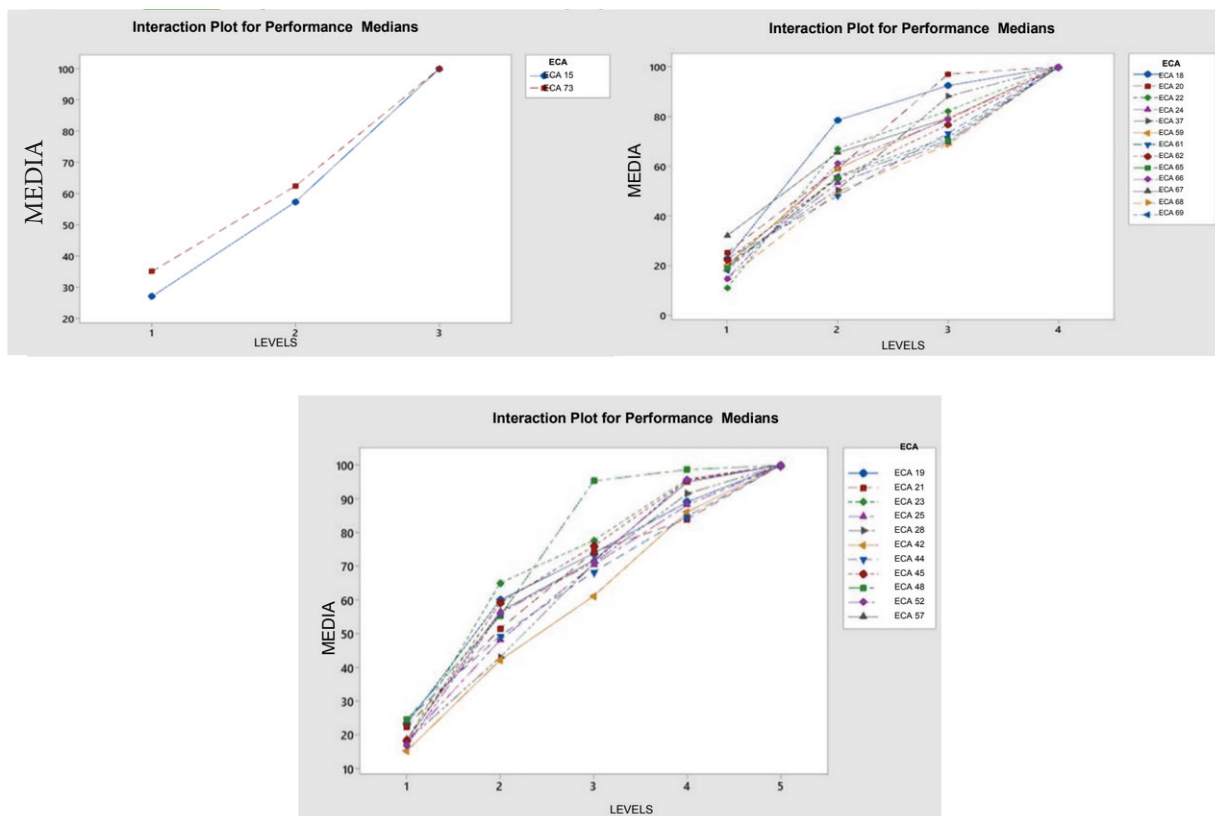 Interaction Plot for Performance Medians
MEDIA
100
90
80
70
60
50
40
30
20
1
2
3
LEVELS
ECA
ECA 15
ECA 73
Interaction Plot for Performance Medians
MEDIA
100
80
60
40
20
0
1
2
3
4
LEVELS
ECA
ECA 18
ECA 20
ECA 22
ECA 24
ECA 37
ECA 59
ECA 61
ECA 62
ECA 65
ECA 66
ECA 67
ECA 68
ECA 69
Interaction Plot for Performance Medians
MEDIA
100
90
80
70
60
50
40
30
20
10
1
2
3
4
5
LEVELS
ECA
ECA 19
ECA 21
ECA 23
ECA 25
ECA 28
ECA 42
ECA 44
ECA 45
ECA 48
ECA 52
ECA 57